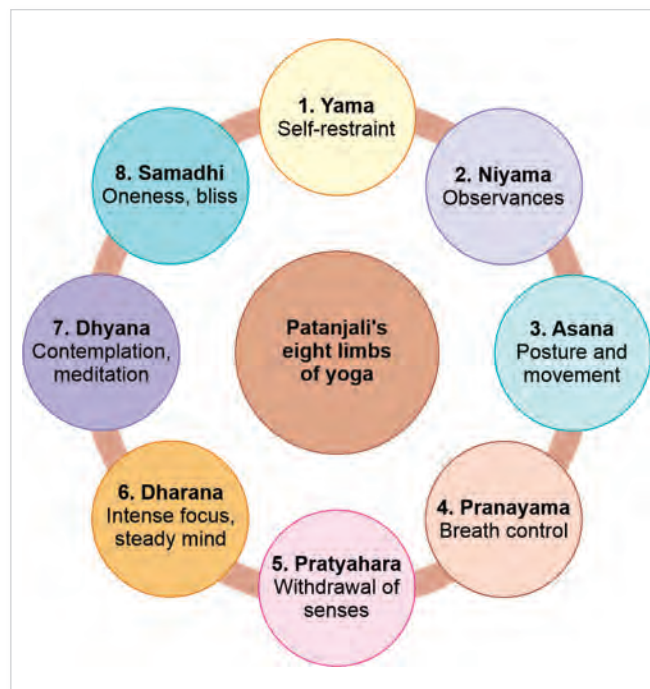 1. Yama
Self-restraint
2. Niyama
Observances
3. Asana
Posture and
movement
4. Pranayama
Breath control
5. Pratyahara
Withdrawal of
senses
6. Dharana
Intense focus,
steady mind
7. Dhyana
Contemplation,
meditation
8. Samadhi
Oneness, bliss
Patanjali's
eight limbs
of yoga